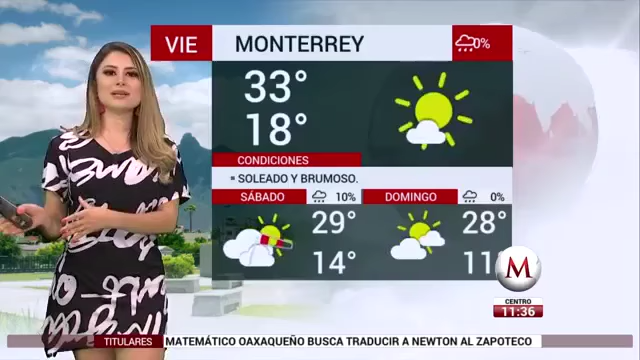 VIE MONTERREY 0%
33°
18°
CONDICIONES
SOLEADO Y BRUMOSO.
SÁBADO 10% DOMINGO 0%
29° 28°
14° 11
M
CENTRO
11:36
TITULARES MATEMÁTICO OAXAQUEÑO BUSCA TRADUCIR A NEWTON AL ZAPOTECO